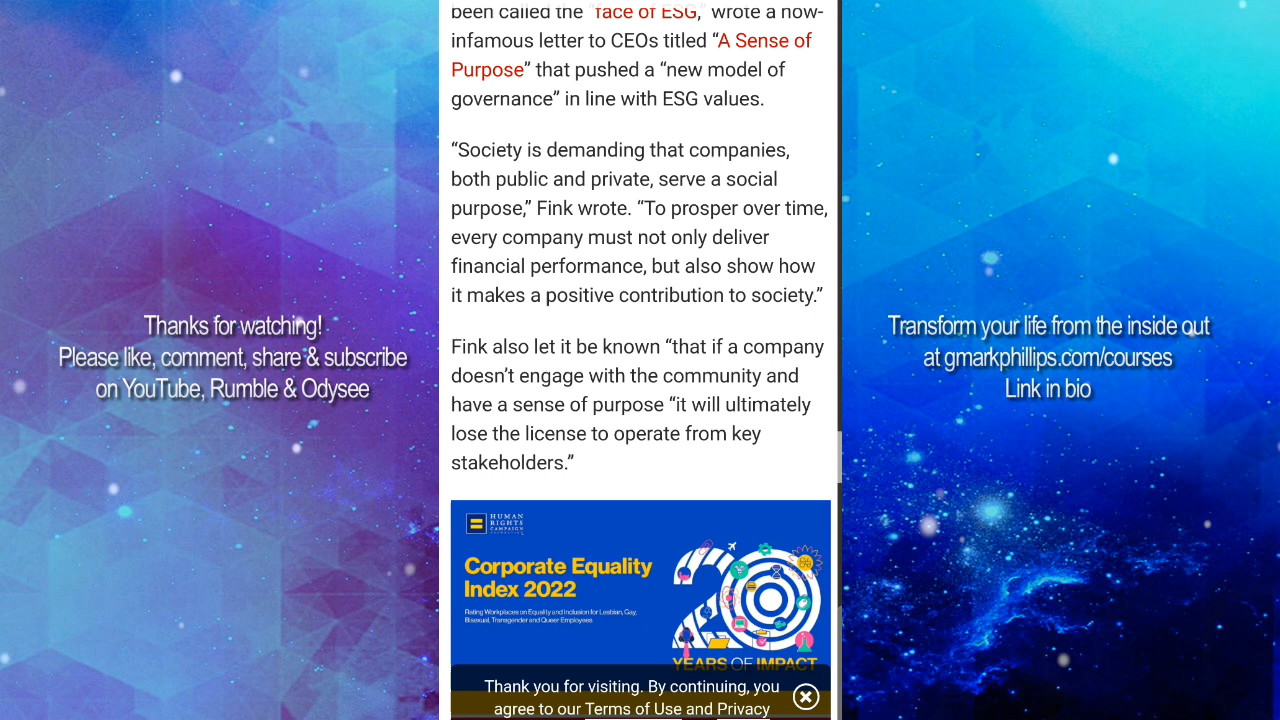 Thanks for watching!
Please like, comment, share & subscribe
on YouTube, Rumble & Odysee
been called the “face of ESG,” wrote a now-
infamous letter to CEOs titled “A Sense of
Purpose” that pushed a “new model of
governance” in line with ESG values.
“Society is demanding that companies,
both public and private, serve a social
purpose,” Fink wrote. “To prosper over time,
every company must not only deliver
financial performance, but also show how
it makes a positive contribution to society.”
Fink also let it be known “that if a company
doesn’t engage with the community and
have a sense of purpose “it will ultimately
lose the license to operate from key
stakeholders.”
HUMAN
RIGHTS
CAMPAIGN
FOUNDATION
Corporate Equality
Index 2022
Rating Workplaces on Equality and Inclusion for Lesbian, Gay,
Bisexual, Transgender and Queer Employees
20
YEARS OF IMPACT
Thank you for visiting. By continuing, you
agree to our Terms of Use and Privacy
Transform your life from the inside out
at gmarkphillips.com/courses
Link in bio